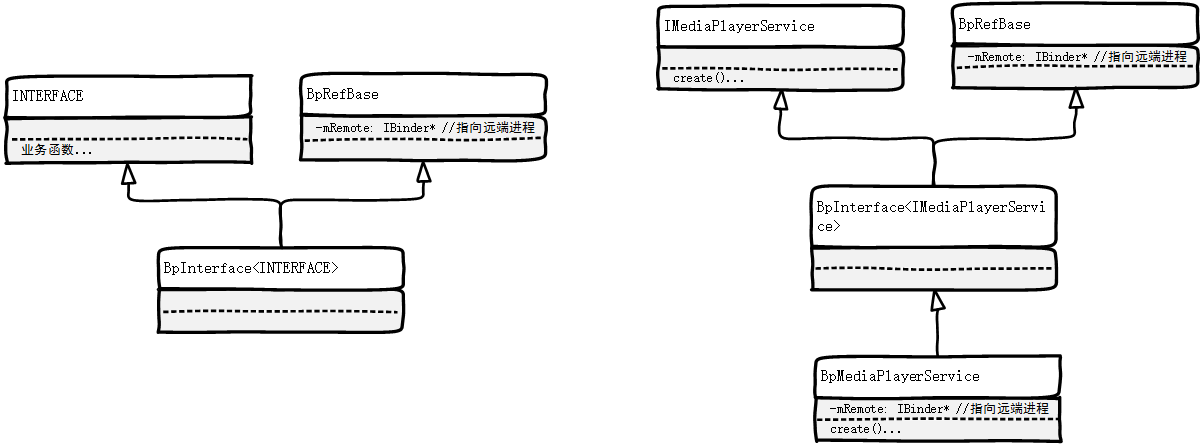 INTERFACE
业务函数...
BpRefBase
-mRemote: IBinder* //指向远端进程
BpInterface<INTERFACE>
IMediaPlayerService
create()...
BpRefBase
-mRemote: IBinder* //指向远端进程
BpInterface<IMediaPlayerServi
ce>
BpMediaPlayerService
-mRemote: IBinder* //指向远端进程
create()...